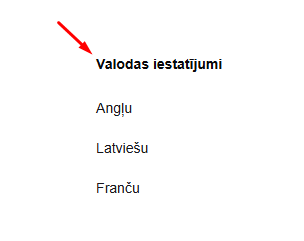 Valodas iestatījumi
Angļu
Latviešu
Franču